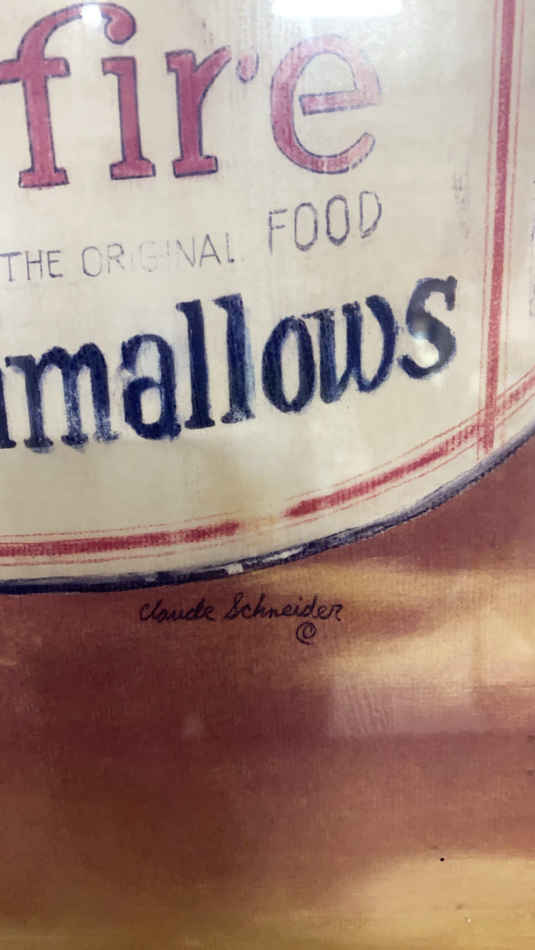 fire
THE ORIGINAL FOOD
mallows
Claude Schneider
©